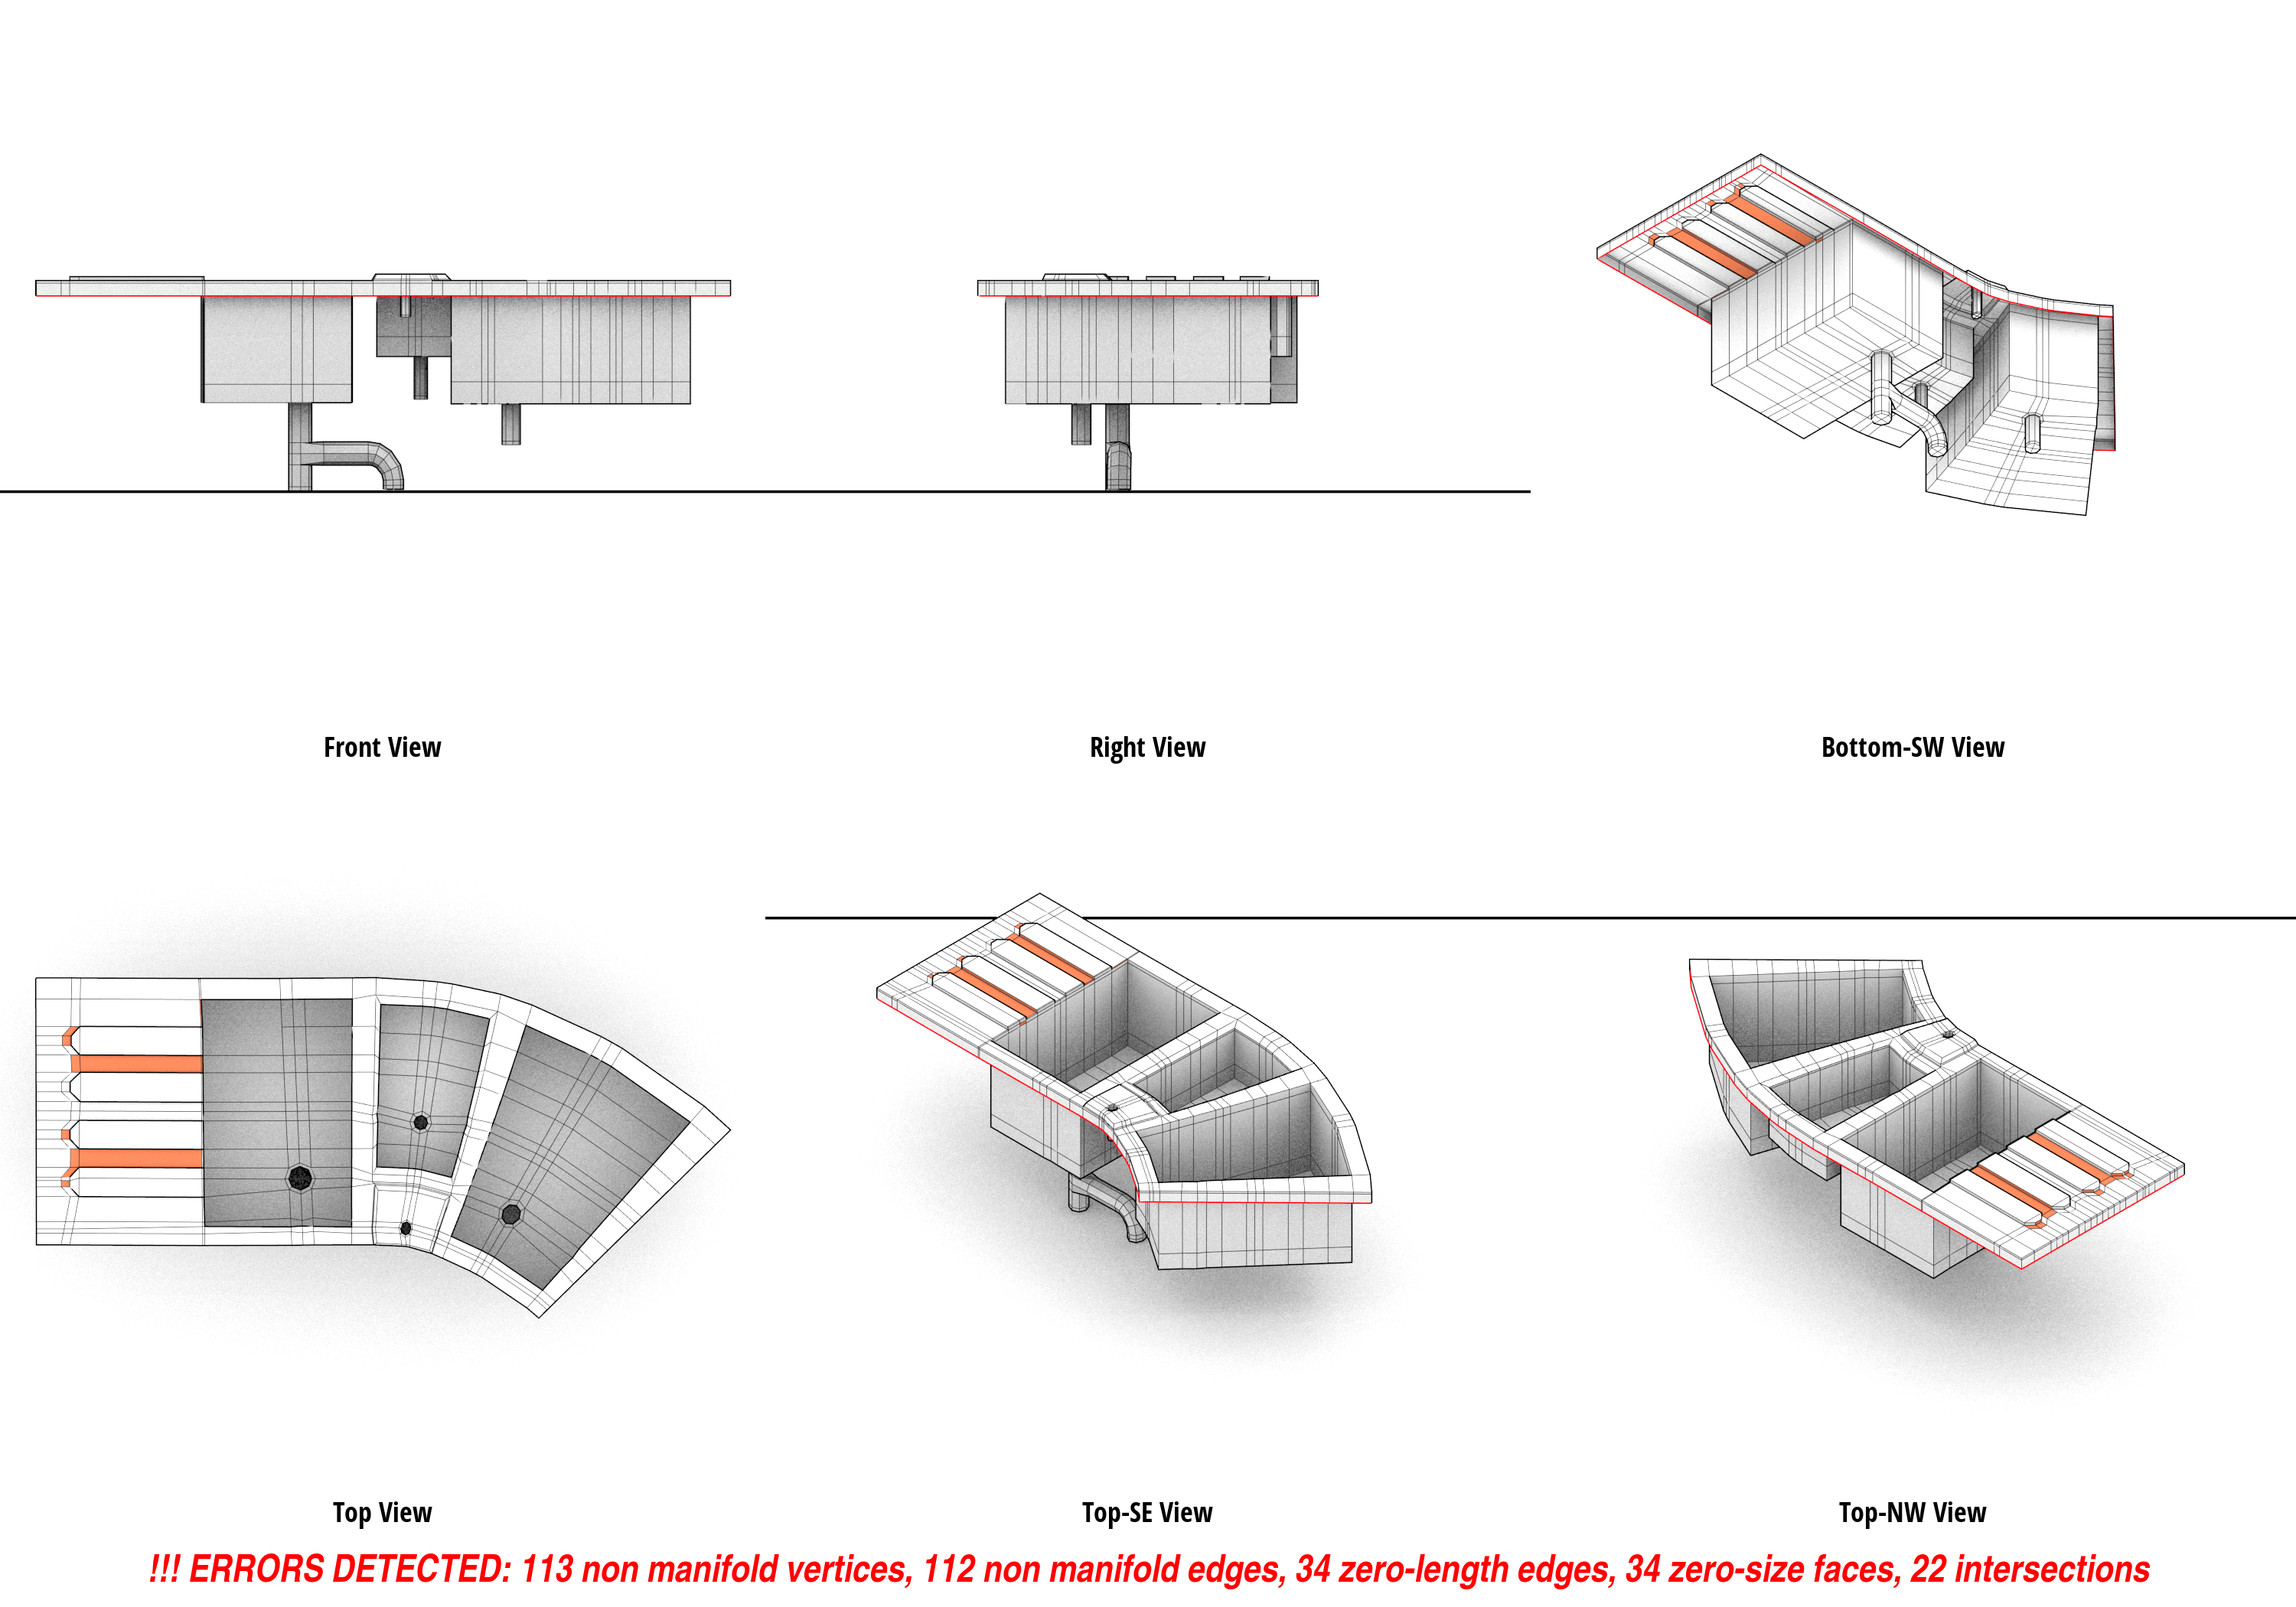 Front View
Right View
Bottom-SW View
Top View
Top-SE View
Top-NW View
!!! ERRORS DETECTED: 113 non manifold vertices, 112 non manifold edges, 34 zero-length edges, 34 zero-size faces, 22 intersections